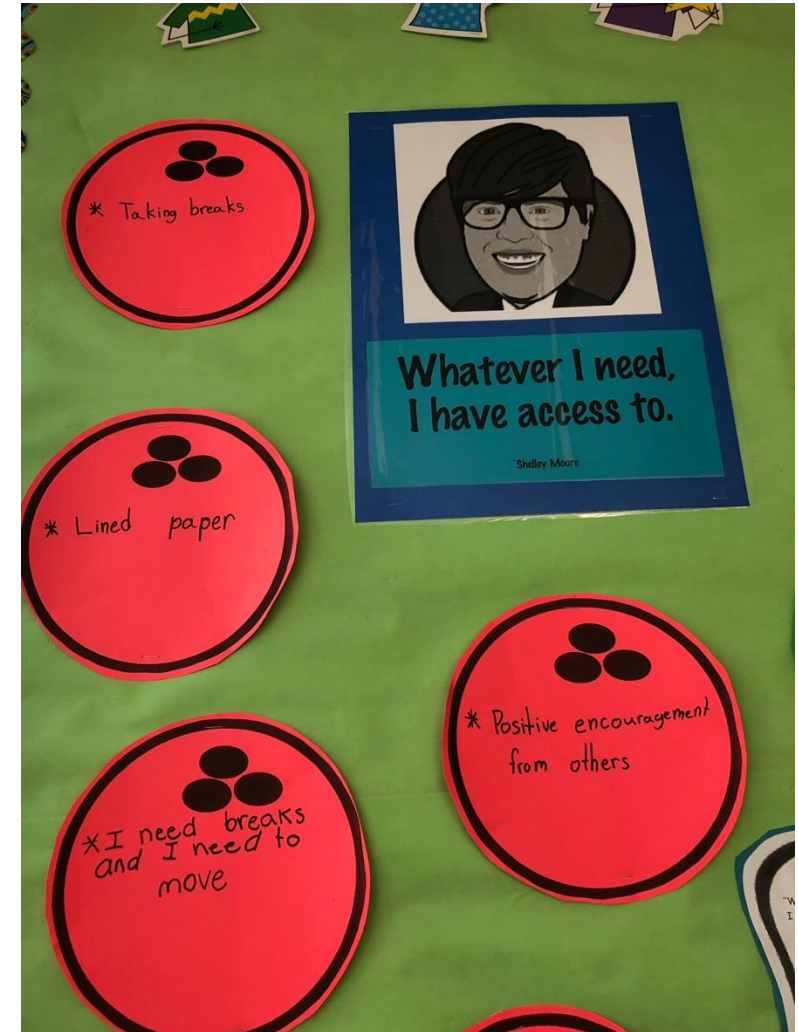 * Taking breaks
Whatever I need,
I have access to.
~Shelley Moore
* Lined paper
* Positive encouragement
from others
* I need breaks
and I need to
move
"W
I